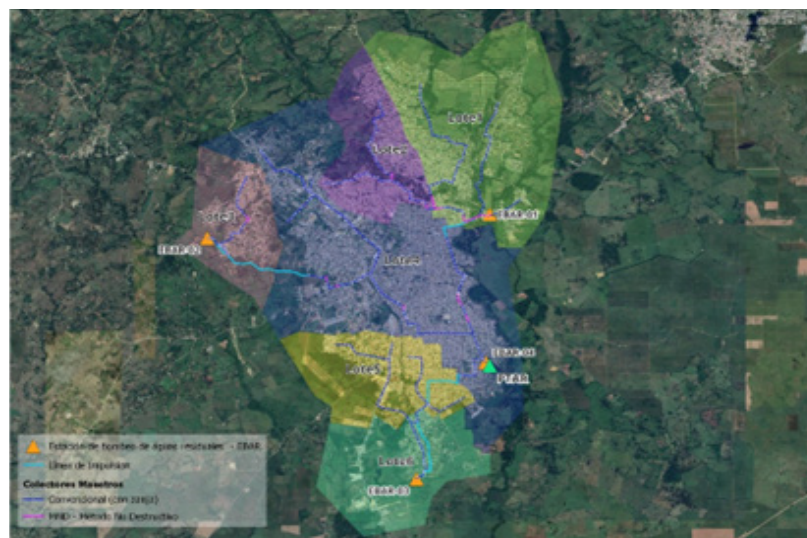 Lote1
Lote2
EBAR-01
Lote3
EBAR-02
Lote4
EBAR-04
PTAR
Lote5
Lote6
EBAR-03
Estación de bombeo de aguas residuales - EBAR
Línea de Impulsion
Colectores Maestros
Convencional (con zanja)
MND - Método No Destructivo